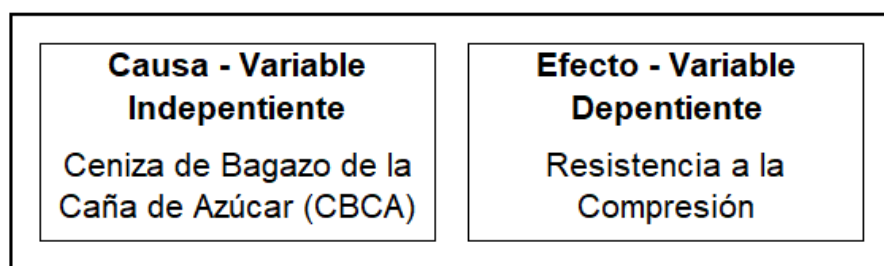 Causa - Variable
Indepentiente
Ceniza de Bagazo de la
Caña de Azúcar (CBCA)
Efecto - Variable
Depentiente
Resistencia a la
Compresión